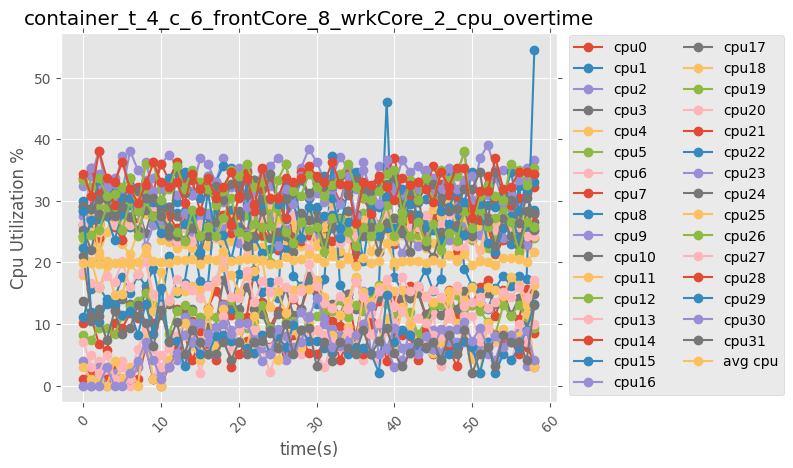 container_t_4_c_6_frontCore_8_wrkCore_2_cpu_overtime
CPU Utilization %
50
40
30
20
10
0
0
10
20
30
40
50
60
time(s)
cpu0
cpu1
cpu2
cpu3
cpu4
cpu5
cpu6
cpu7
cpu8
cpu9
cpu10
cpu11
cpu12
cpu13
cpu14
cpu15
cpu16
cpu17
cpu18
cpu19
cpu20
cpu21
cpu22
cpu23
cpu24
cpu25
cpu26
cpu27
cpu28
cpu29
cpu30
cpu31
avg cpu